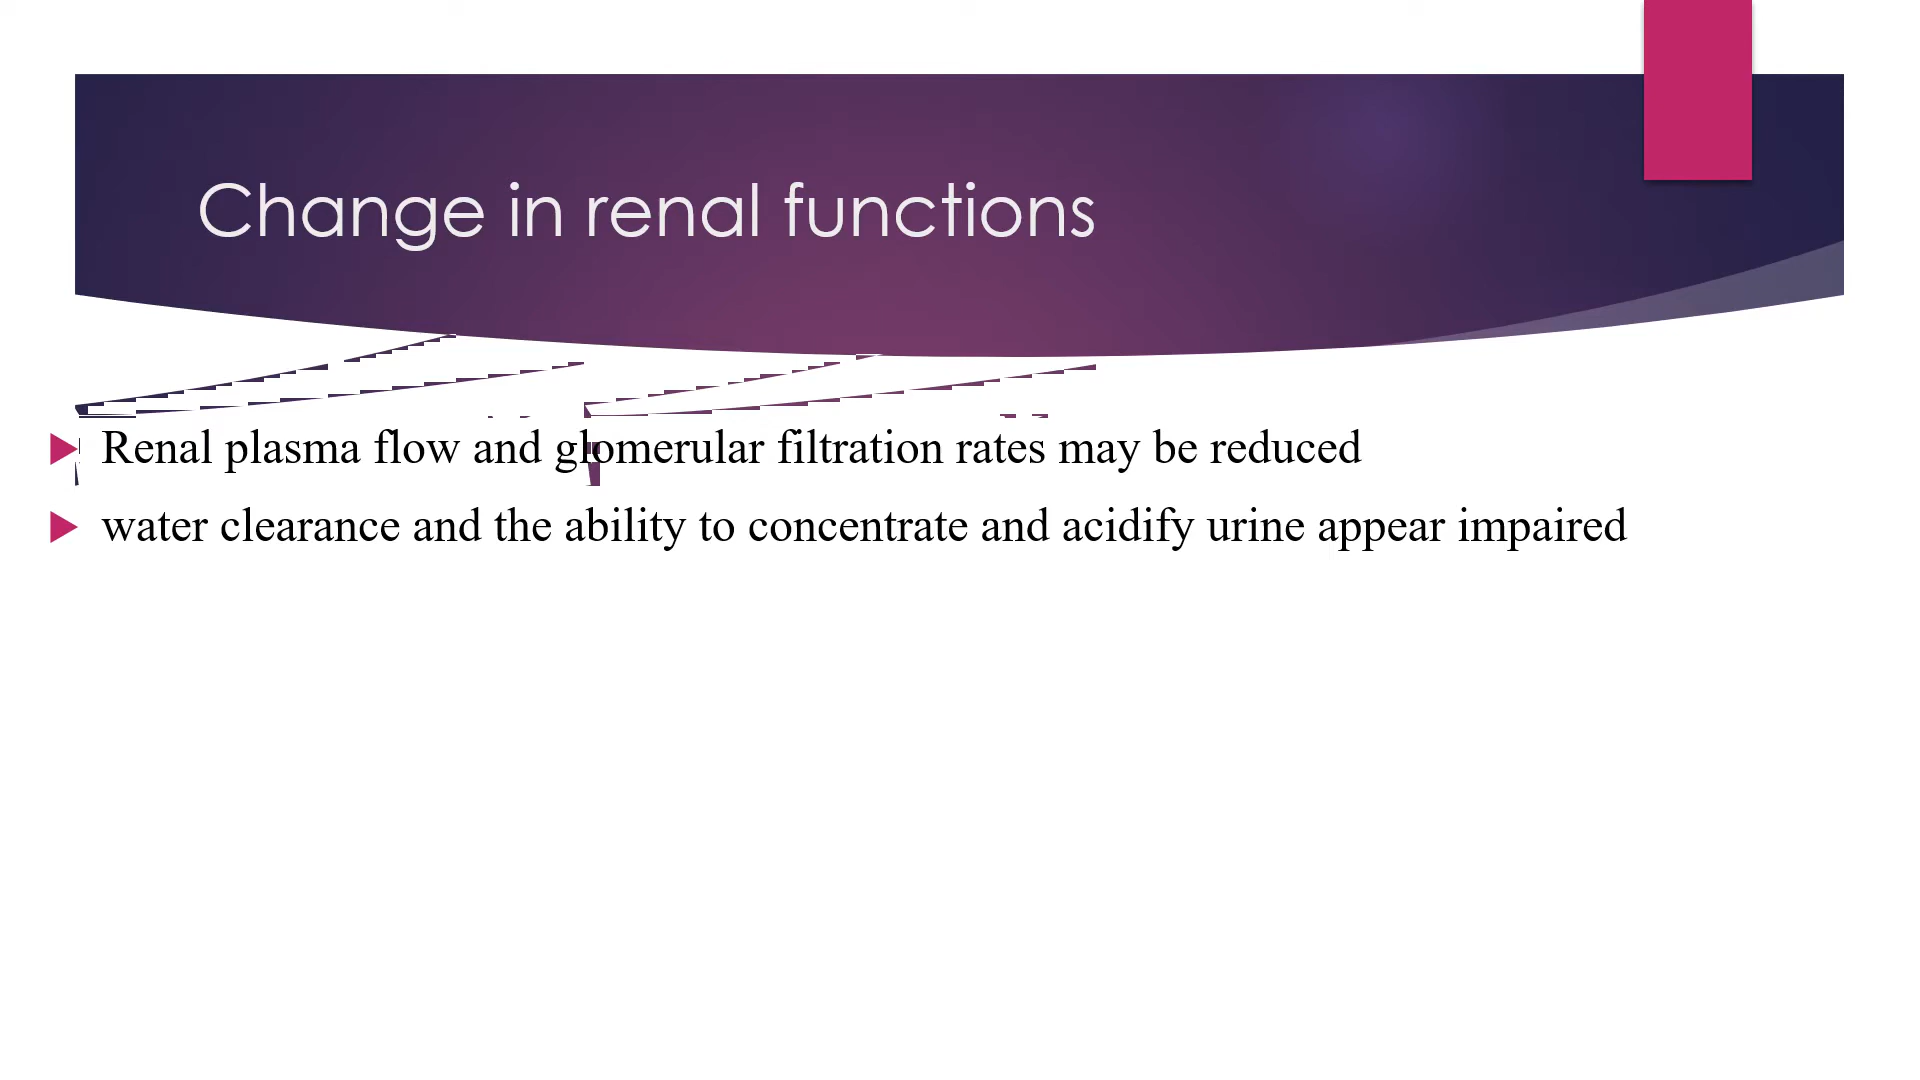 Change in renal functions
Renal plasma flow and glomerular filtration rates may be reduced
water clearance and the ability to concentrate and acidify urine appear impaired